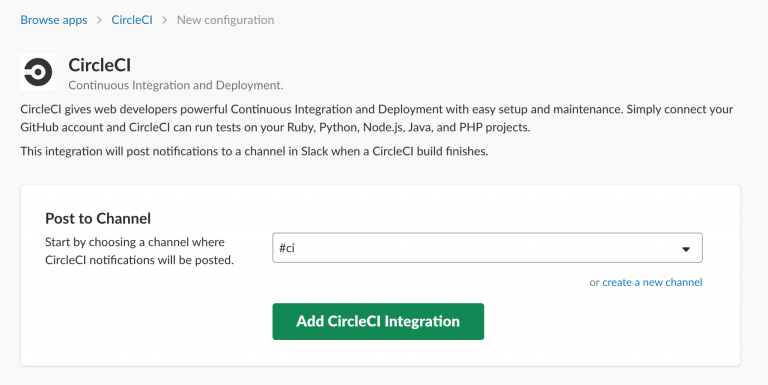 Browse apps > CircleCI > New configuration
CircleCI
Continuous Integration and Deployment.
CircleCI gives web developers powerful Continuous Integration and Deployment with easy setup and maintenance. Simply connect your
GitHub account and CircleCI can run tests on your Ruby, Python, Node.js, Java, and PHP projects.
This integration will post notifications to a channel in Slack when a CircleCI build finishes.
Post to Channel
Start by choosing a channel where
CircleCI notifications will be posted.
#ci
or create a new channel
Add CircleCI Integration